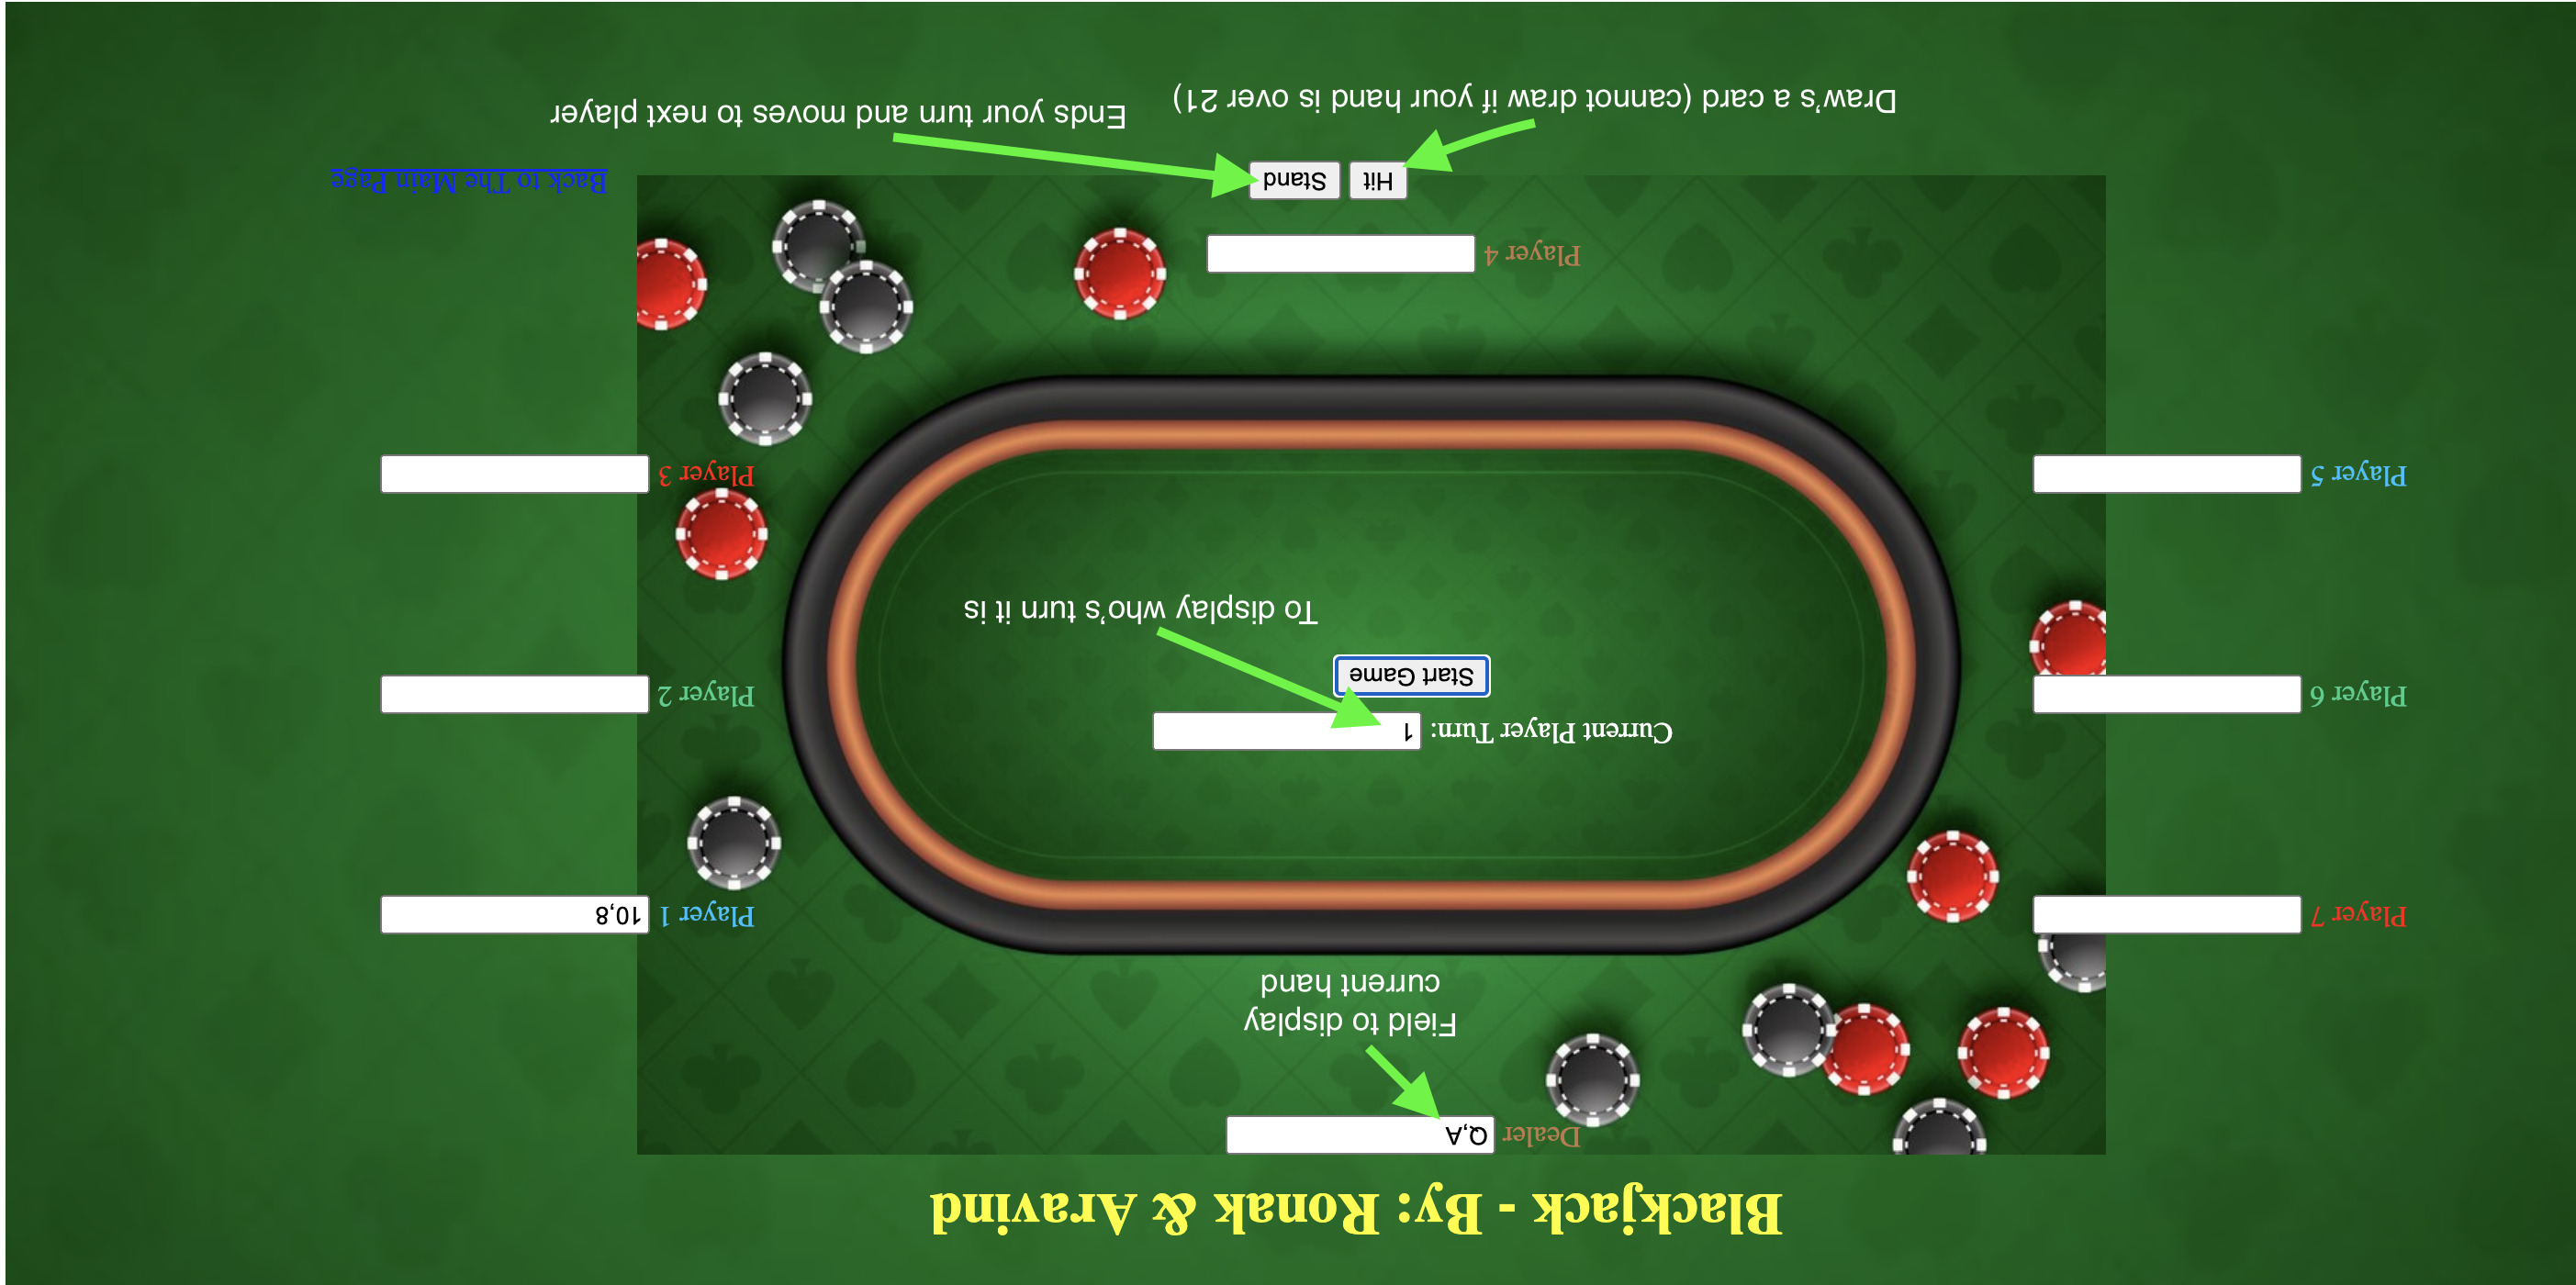 Blackjack - By: Ronak & Aravind
Dealer Q,A
Field to display
current hand
Player 7
Player 1 10,8
Current Player Turn: 1
Start Game
Player 6
Player 2
To display who's turn it is
Player 5
Player 3
Player 4
Hit Stand
Back to The Main Page
Draw's a card (cannot draw if your hand is over 21)
Ends your turn and moves to next player